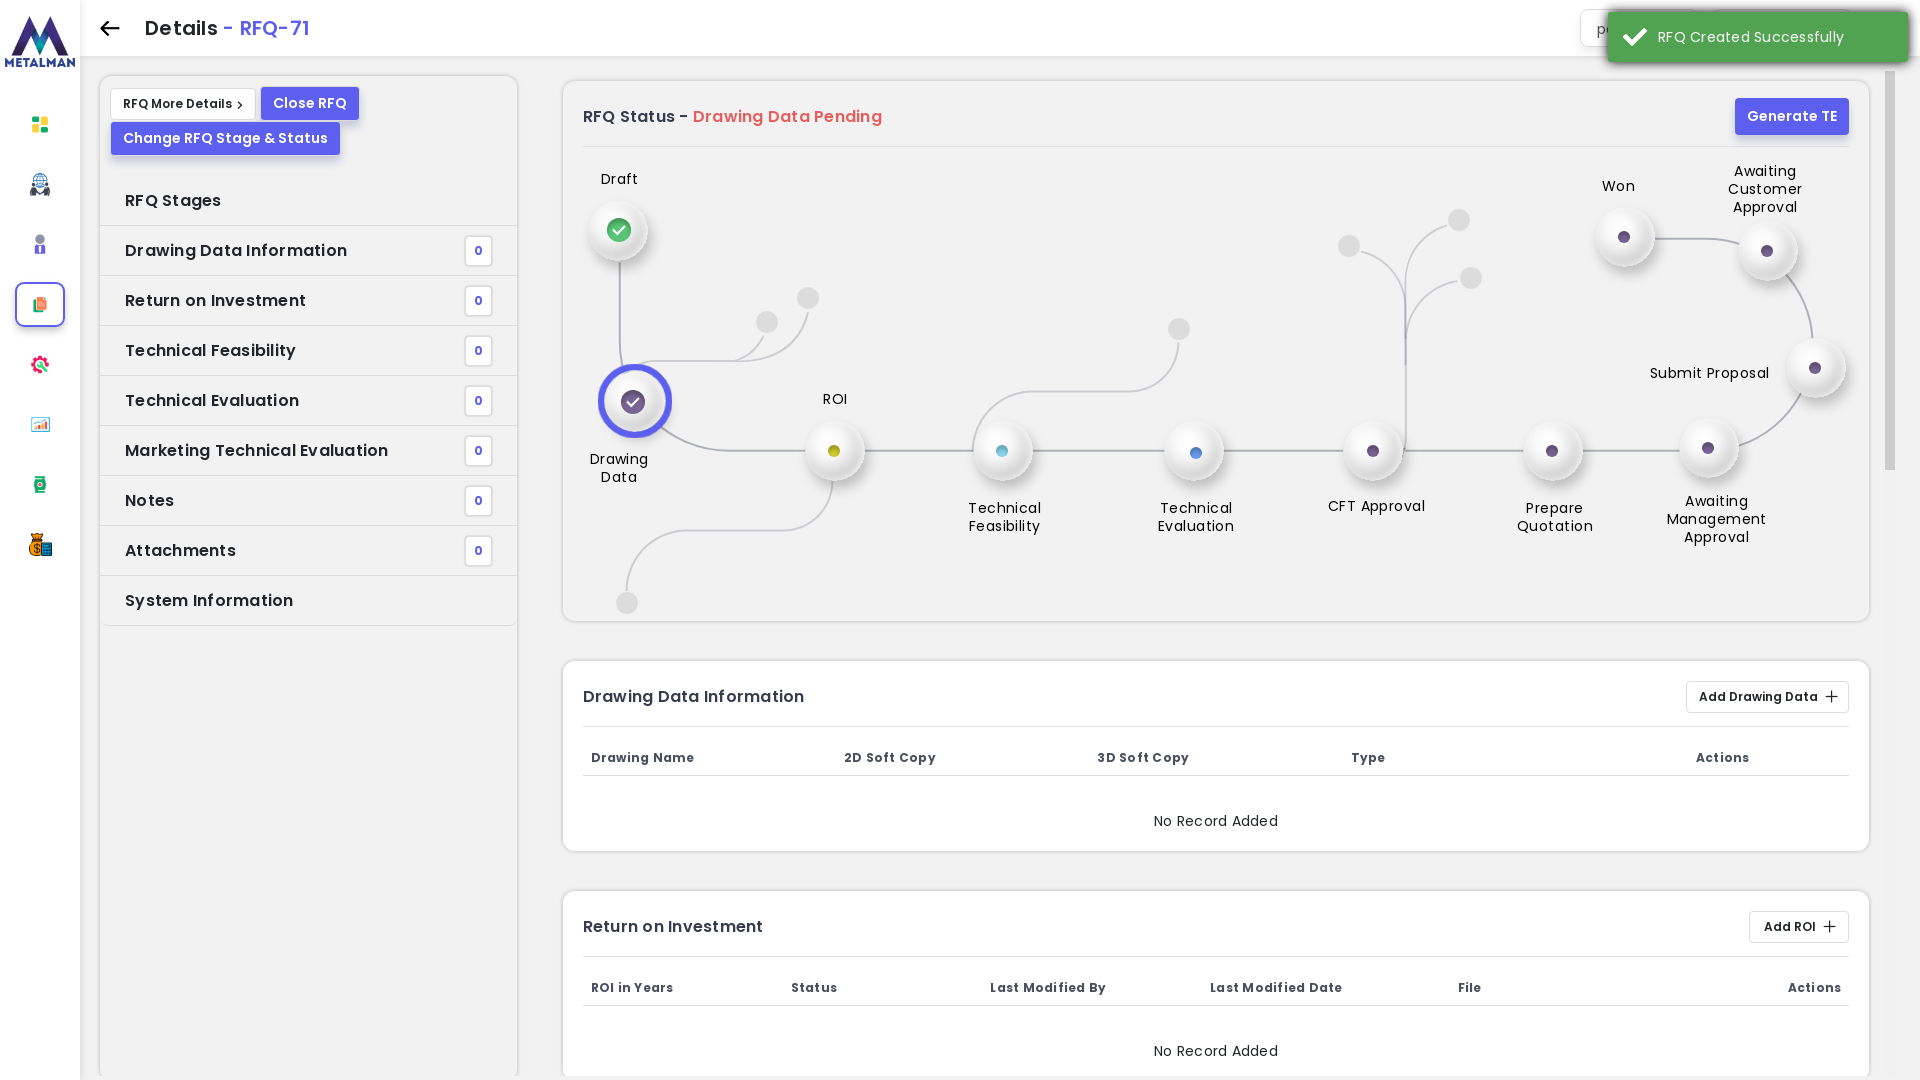 METALMAN
Details - RFQ-71
RFQ Created Successfully
RFQ More Details
Close RFQ
Change RFQ Stage & Status
RFQ Stages
Drawing Data Information 0
Return on Investment 0
Technical Feasibility 0
Technical Evaluation 0
Marketing Technical Evaluation 0
Notes 0
Attachments 0
System Information
RFQ Status - Drawing Data Pending
Generate TE
Draft
Won
Awaiting
Customer
Approval
Submit Proposal
ROI
Drawing
Data
Technical
Feasibility
Technical
Evaluation
CFT Approval
Prepare
Quotation
Awaiting
Management
Approval
Drawing Data Information
Add Drawing Data
Drawing Name 2D Soft Copy 3D Soft Copy Type Actions
No Record Added
Return on Investment
Add ROI
ROI in Years Status Last Modified By Last Modified Date File Actions
No Record Added